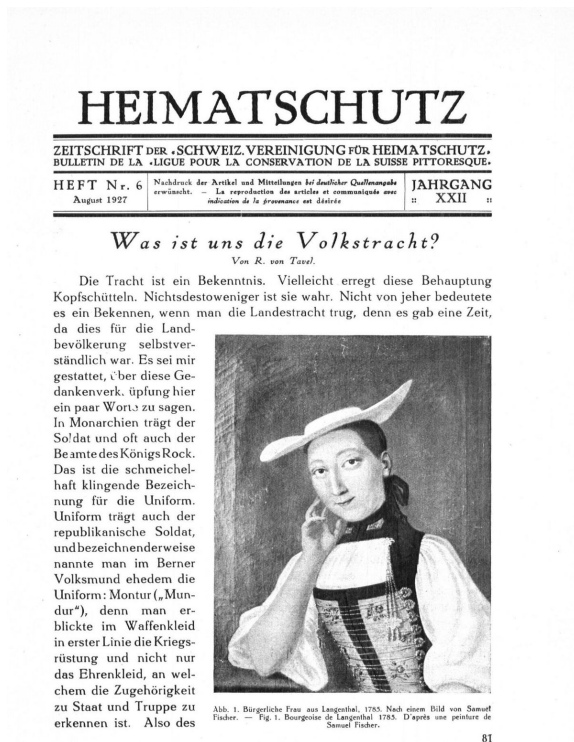 HEIMATSCHUTZ
ZEITSCHRIFT DER «SCHWEIZ. VEREINIGUNG FÜR HEIMATSCHUTZ»
BULLETIN DE LA «LIGUE POUR LA CONSERVATION DE LA SUISSE PITTORESQUE»
HEFT Nr. 6
August 1927
Nachdruck der Artikel und Mitteilungen bei deutlicher Quellenangabe
erwünscht. — La reproduction des articles et communiqués avec
indication de la provenance est désirée
JAHRGANG
:: XXII ::
Was ist uns die Volkstracht?
Von R. von Tavel.
Die Tracht ist ein Bekenntnis. Vielleicht erregt diese Behauptung
Kopfschütteln. Nichtsdestoweniger ist sie wahr. Nicht von jeher bedeutete
es ein Bekennen, wenn man die Landestracht trug, denn es gab eine Zeit,
da dies für die Land-
bevölkerung selbstver-
ständlich war. Es sei mir
gestattet, über diese Ge-
dankenverk. üpfung hier
ein paar Worte zu sagen.
In Monarchien trägt der
Soldat und oft auch der
Beamte des Königs Rock.
Das ist die schmeichel-
haft klingende Bezeich-
nung für die Uniform.
Uniform trägt auch der
republikanische Soldat,
und bezeichnenderweise
nannte man im Berner
Volksmund ehedem die
Uniform: Montur („Mun-
dur“), denn man er-
blickte im Waffenkleid
in erster Linie die Kriegs-
rüstung und nicht nur
das Ehrenkleid, an wel-
chem die Zugehörigkeit
zu Staat und Truppe zu
erkennen ist. Also des
Abb. 1. Bürgerliche Frau aus Langenthal, 1785. Nach einem Bild von Samuel
Fischer. — Fig. 1. Bourgeoise de Langenthal 1785. D'après une peinture de
Samuel Fischer.
81